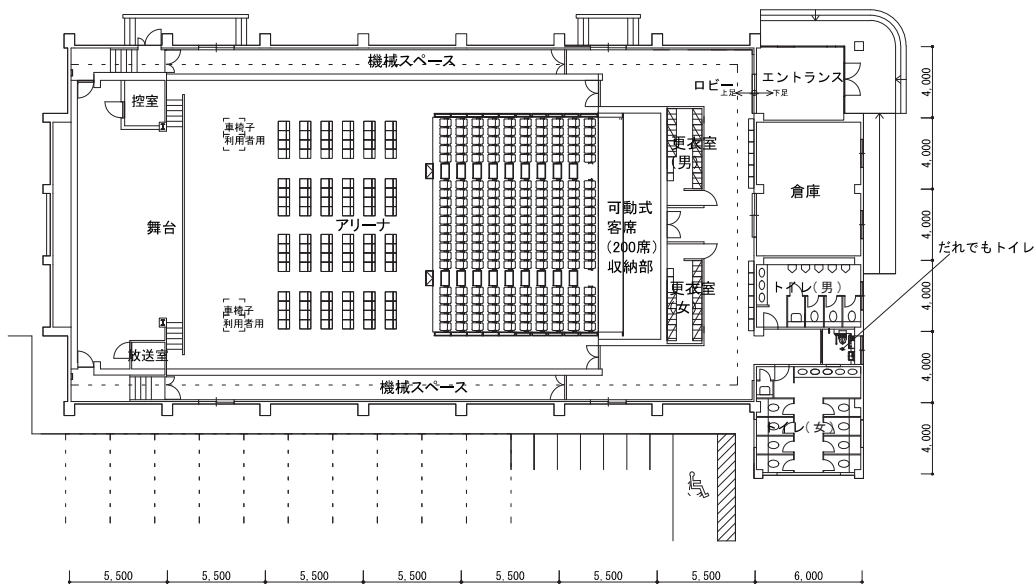 機械スペース
エントランス
ロビー
上足
下足
控室
車椅子
利用者用
更衣室
(男)
倉庫
舞台
アリーナ
可動式
客席
(200席)
収納部
だれでもトイレ
更衣室
(女)
トイレ(男)
車椅子
利用者用
放送室
機械スペース
トイレ(女)
4,000
4,000
4,000
4,000
4,000
4,000
5,500
5,500
5,500
5,500
5,500
5,500
5,500
6,000